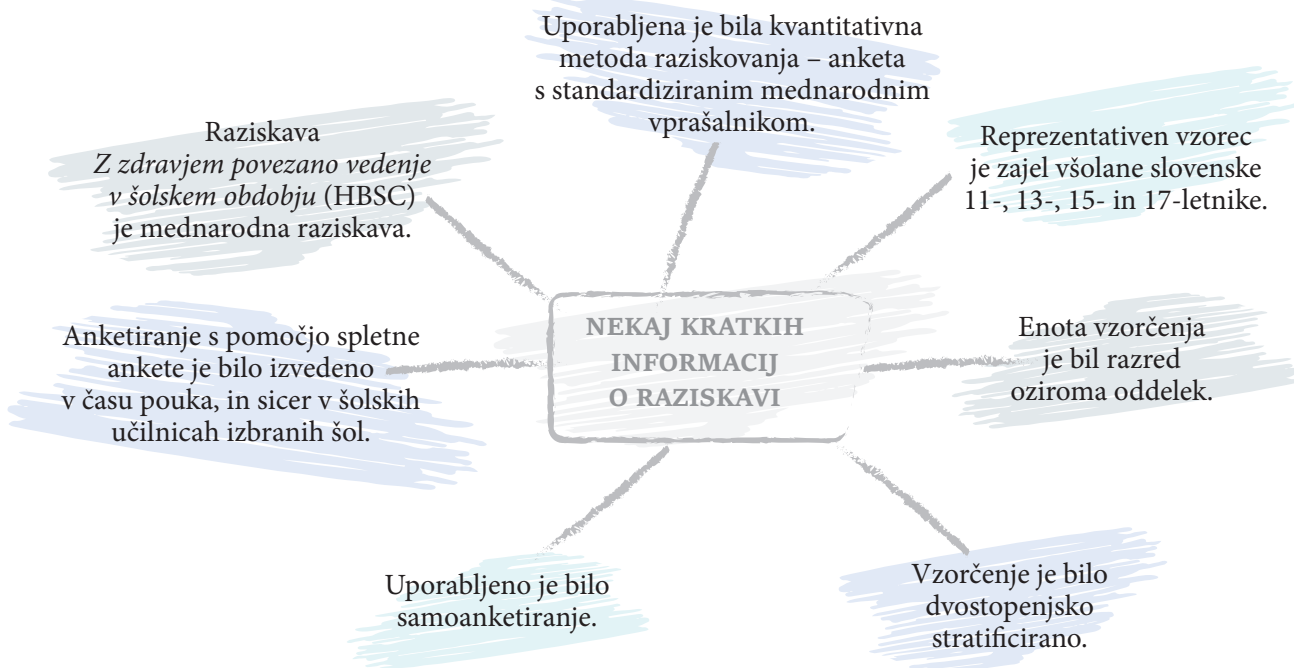 Uporabljena je bila kvantitativna
metoda raziskovanja – anketa
s standardiziranim mednarodnim
vprašalnikom.
Raziskava
Z zdravjem povezano vedenje
v šolskem obdobju (HBSC)
je mednarodna raziskava.
Reprezentativen vzorec
je zajel všolane slovenske
11-, 13-, 15- in 17-letnike.
Anketiranje s pomočjo spletne
ankete je bilo izvedeno
v času pouka, in sicer v šolskih
učilnicah izbranih šol.
NEKAJ KRATKIH
INFORMACIJ
O RAZISKAVI
Enota vzorčenja
je bil razred
oziroma oddelek.
Uporabljeno je bilo
samoanketiranje.
Vzorčenje je bilo
dvostopenjsko
stratificirano.